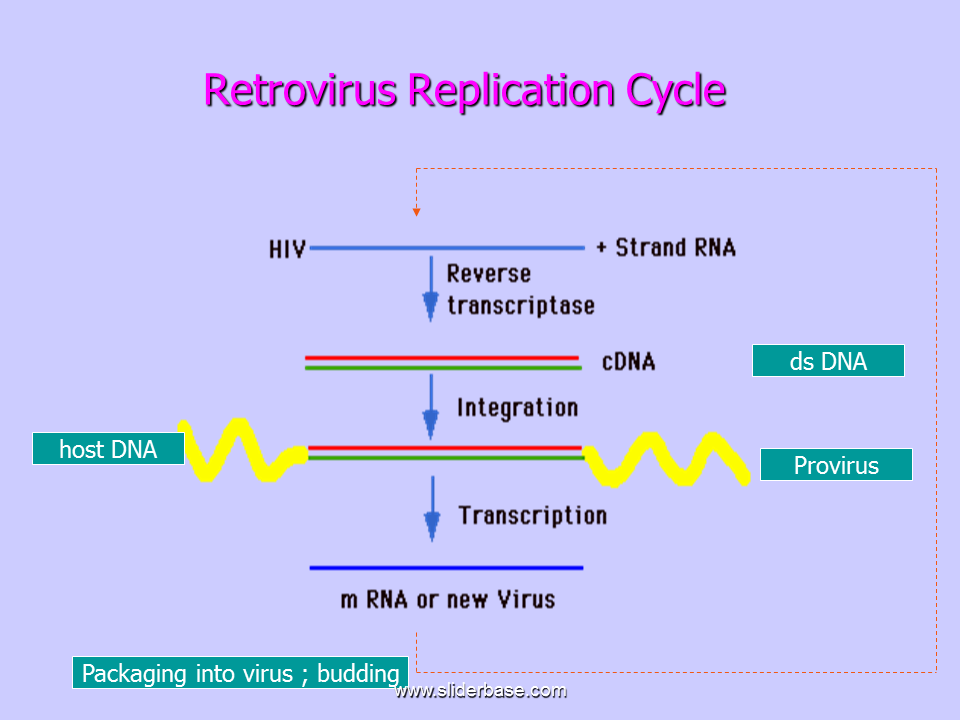 Retrovirus Replication Cycle
HIV
+ Strand RNA
Reverse
transcriptase
cDNA
ds DNA
Integration
host DNA
Provirus
Transcription
m RNA or new Virus
Packaging into virus ; budding
www.sliderbase.com